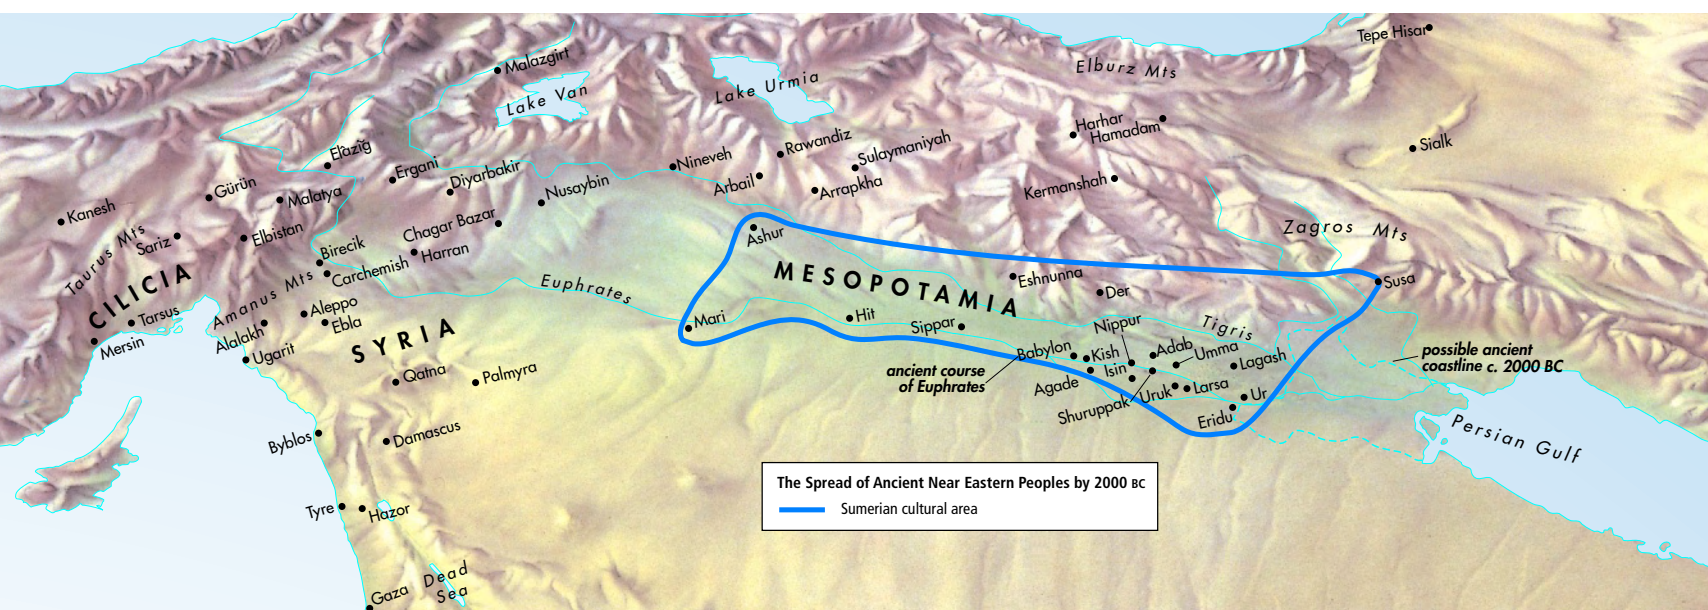 Tepe Hisar
Malazgirt
Elburz Mts
Lake Van
Lake Urmia
Harhar
Hamadam
Sialk
Elâzığ
Ergani
Diyarbakir
Nineveh
Rawandiz
Sulaymaniyah
Arbail
Arrapkha
Kermanshah
Gürün
Malatya
Nusaybin
Kanesh
Taurus Mts
Sariz
Elbistan
Chagar Bazar
Harran
Birecik
Carchemish
Zagros Mts
Ashur
MESOPOTAMIA
Eshnunna
Susa
Der
CILICIA
Amanus Mts
Euphrates
Tarsus
Aleppo
Ebla
Alalakh
Mersin
Ugarit
SYRIA
Mari
Hit
Sippar
Nippur
Tigris
Babylon
Kish
Adab
Umma
Lagash
Isin
Agade
Shuruppak
Uruk
Larsa
Ur
Eridu
ancient course
of Euphrates
possible ancient
coastline c. 2000 BC
Qatna
Palmyra
Persian Gulf
Byblos
Damascus
Tyre
Hazor
Dead
Sea
Gaza
The Spread of Ancient Near Eastern Peoples by 2000 BC
Sumerian cultural area